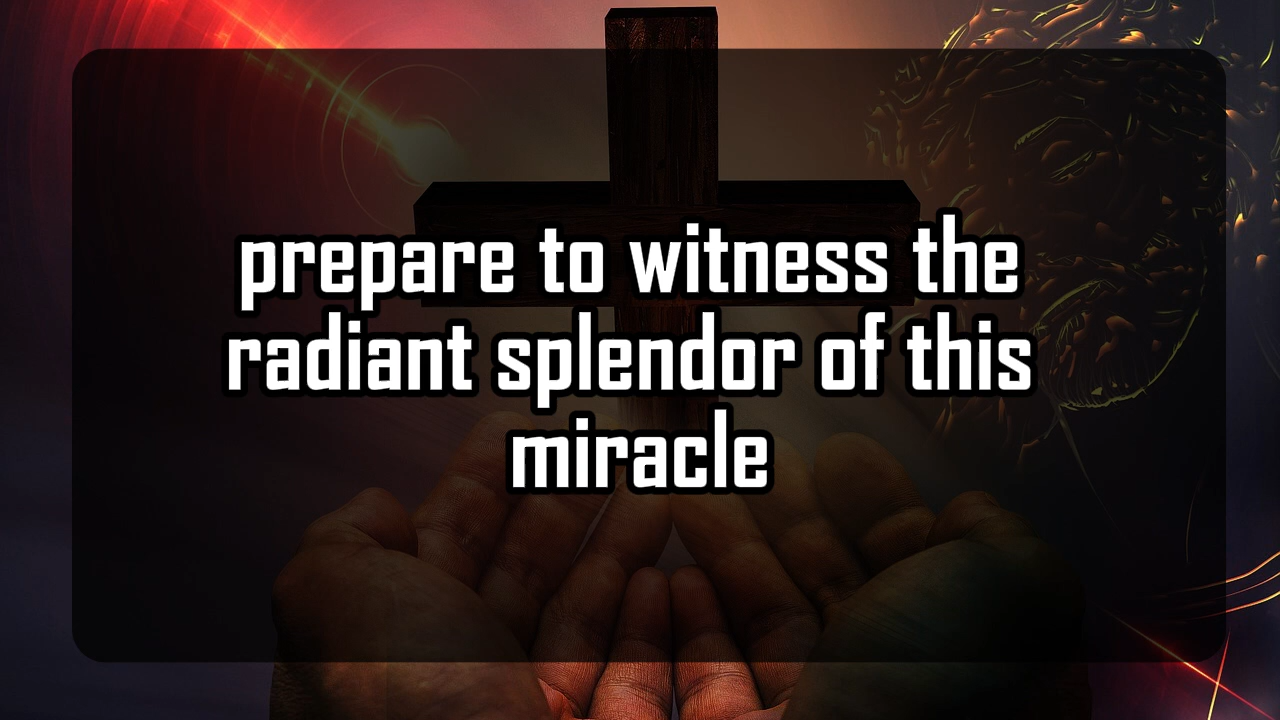 prepare to witness the
radiant splendor of this
miracle